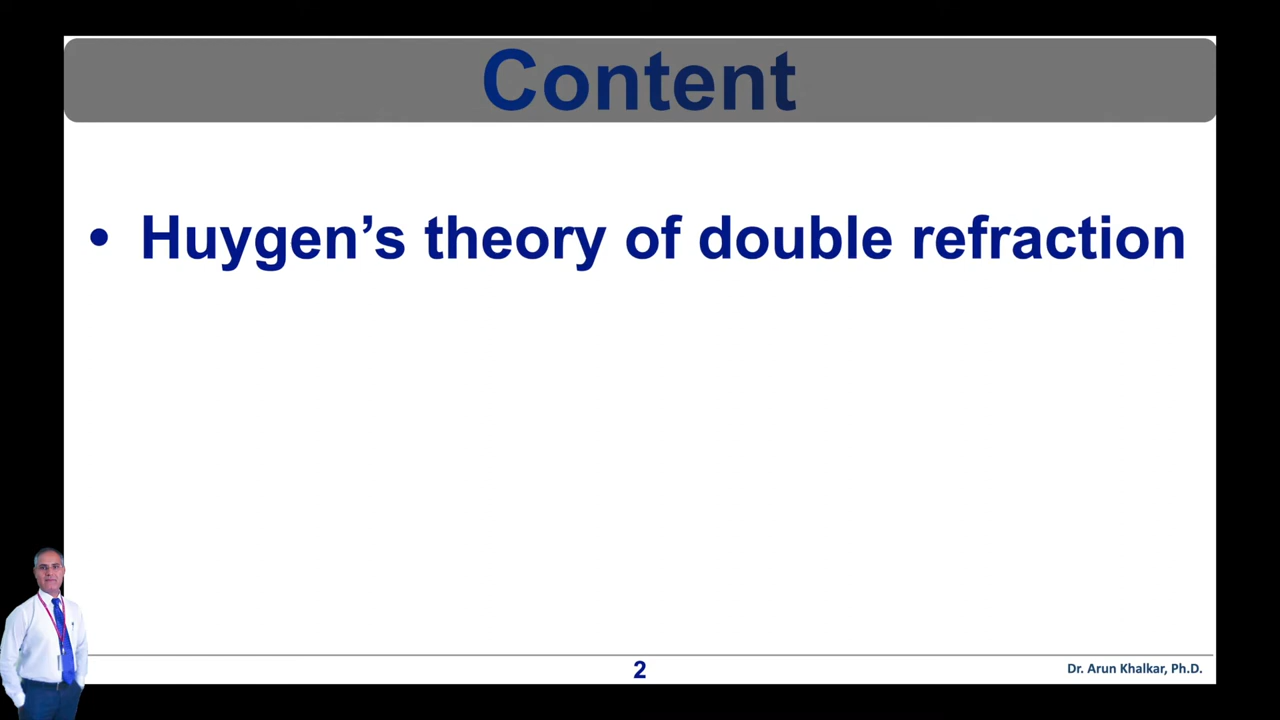 Content
• Huygen’s theory of double refraction
2
Dr. Arun Khalkar, Ph.D.